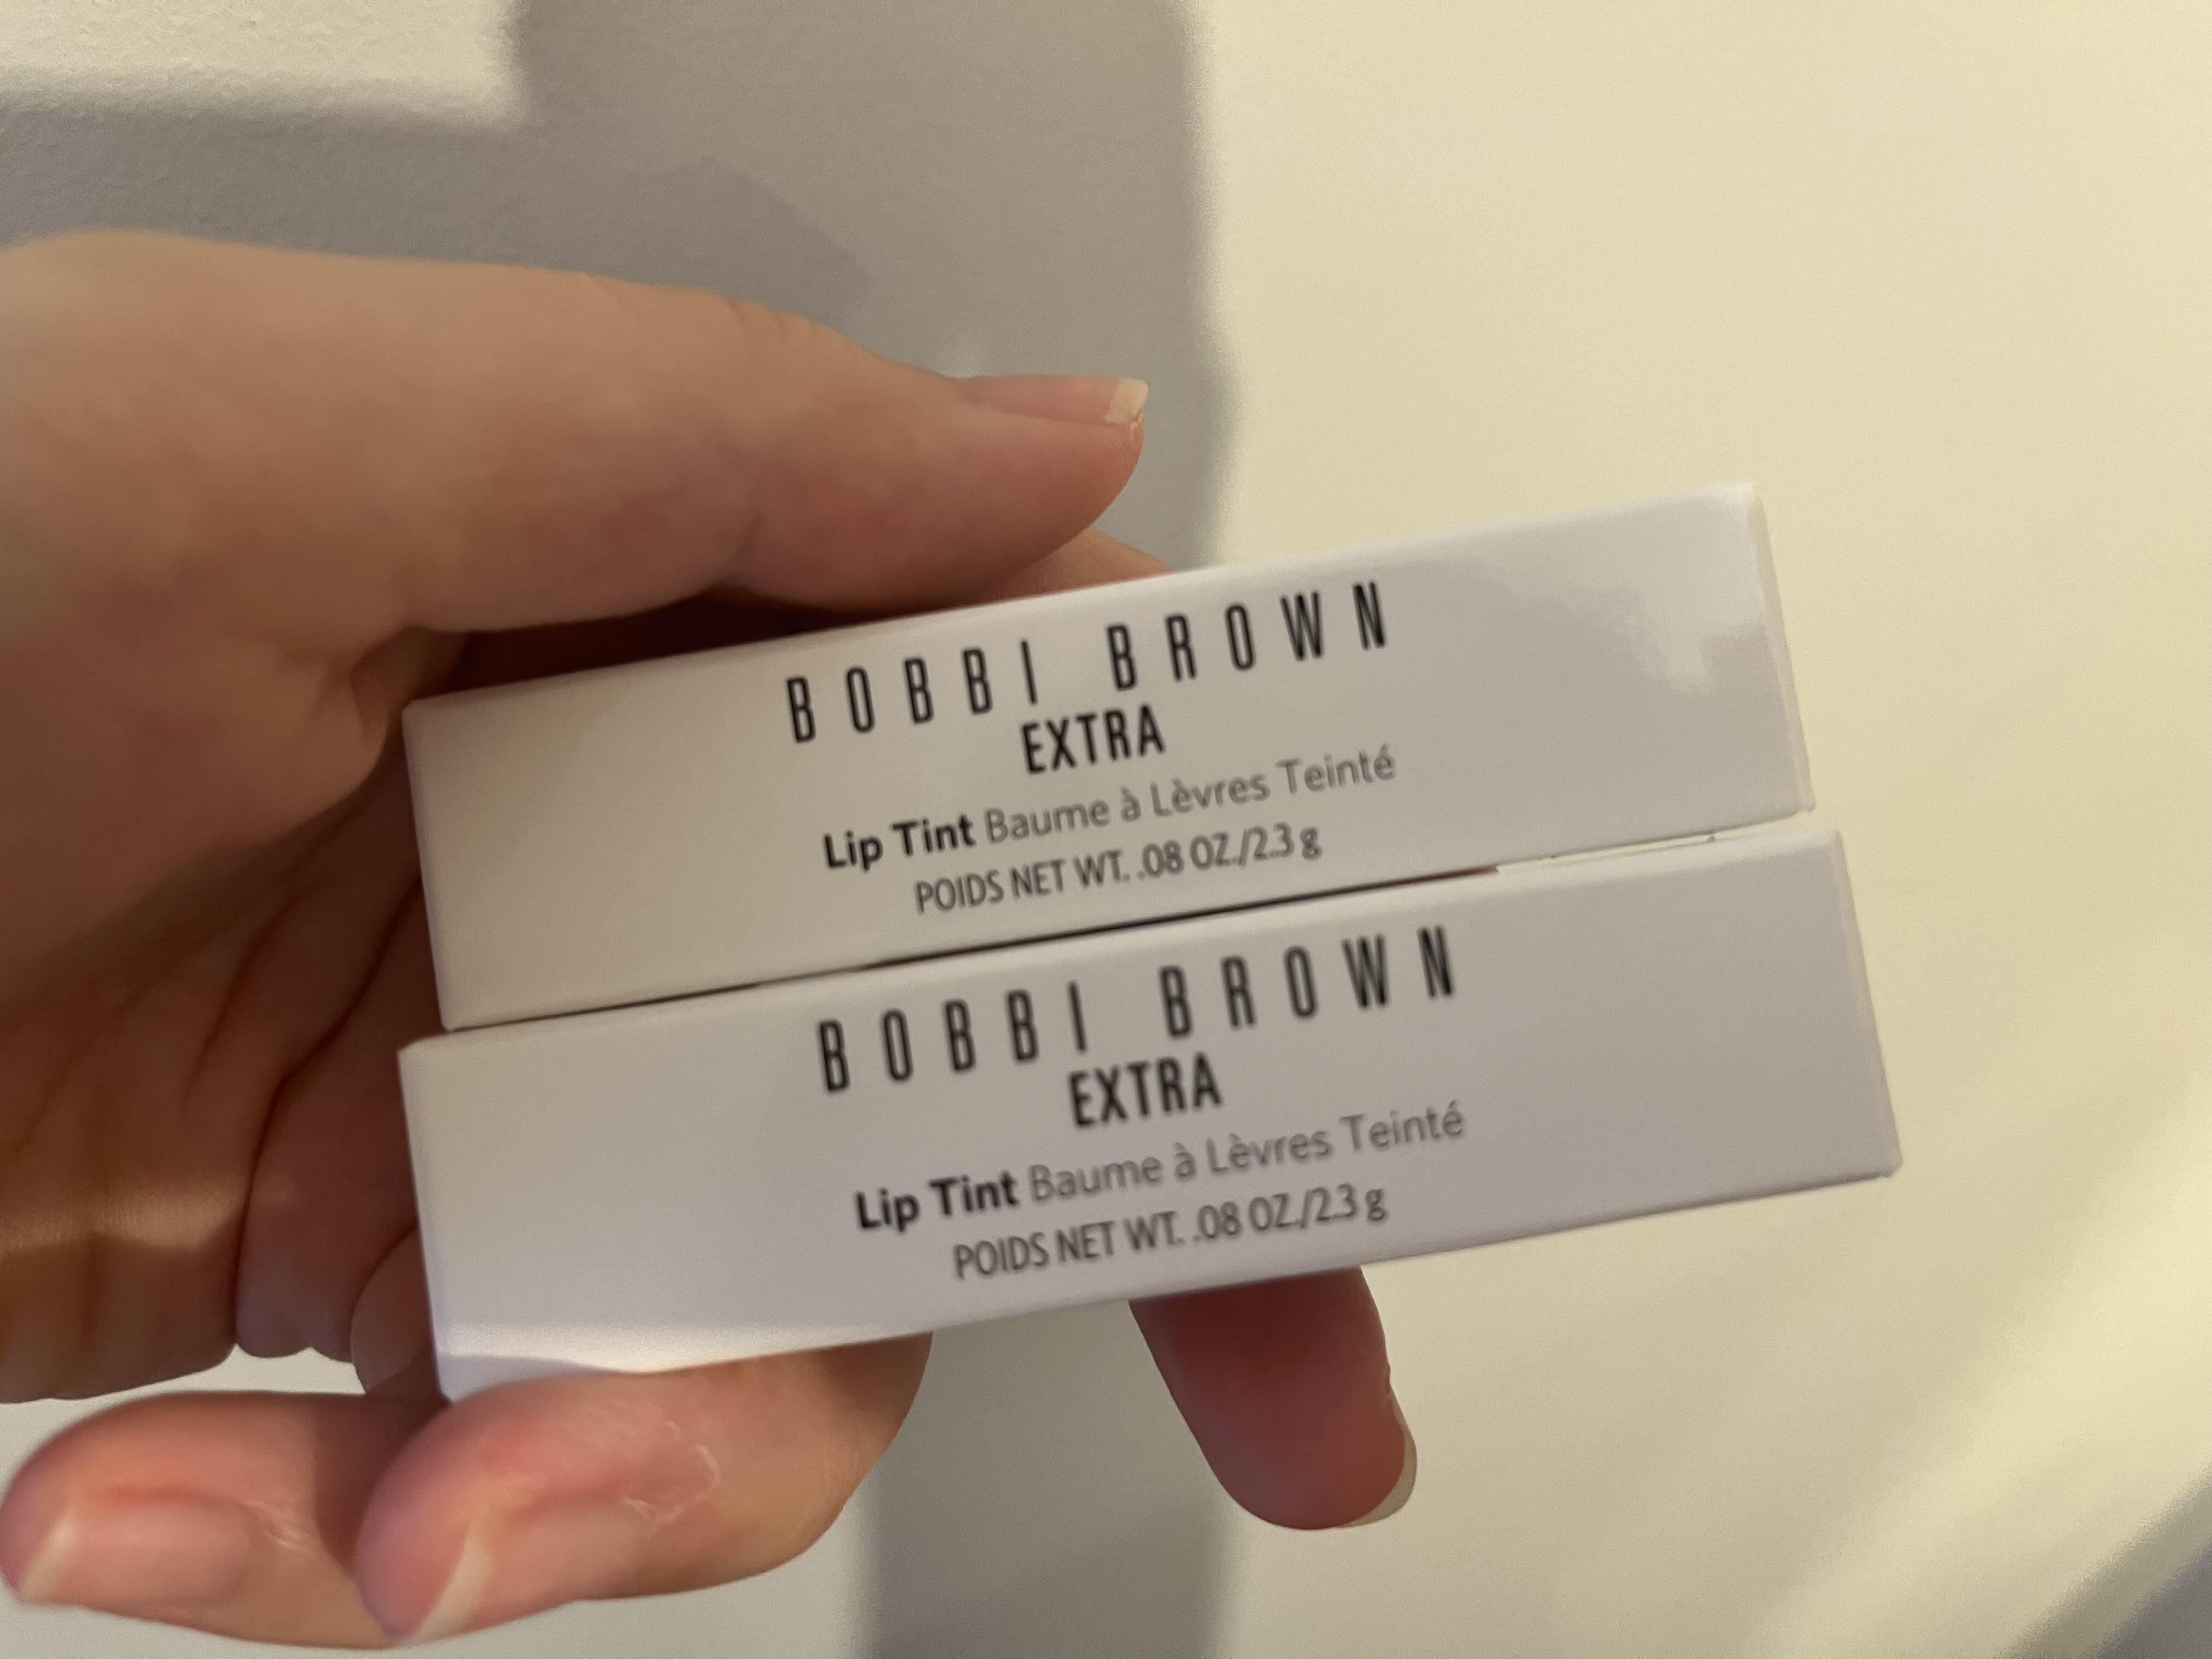 BOBBI BROWN
EXTRA
Lip Tint Baume à Lèvres Teinté
POIDS NET WT. .08 OZ./2.3 g
BOBBI BROWN
EXTRA
Lip Tint Baume à Lèvres Teinté
POIDS NET WT. .08 OZ./2.3 g